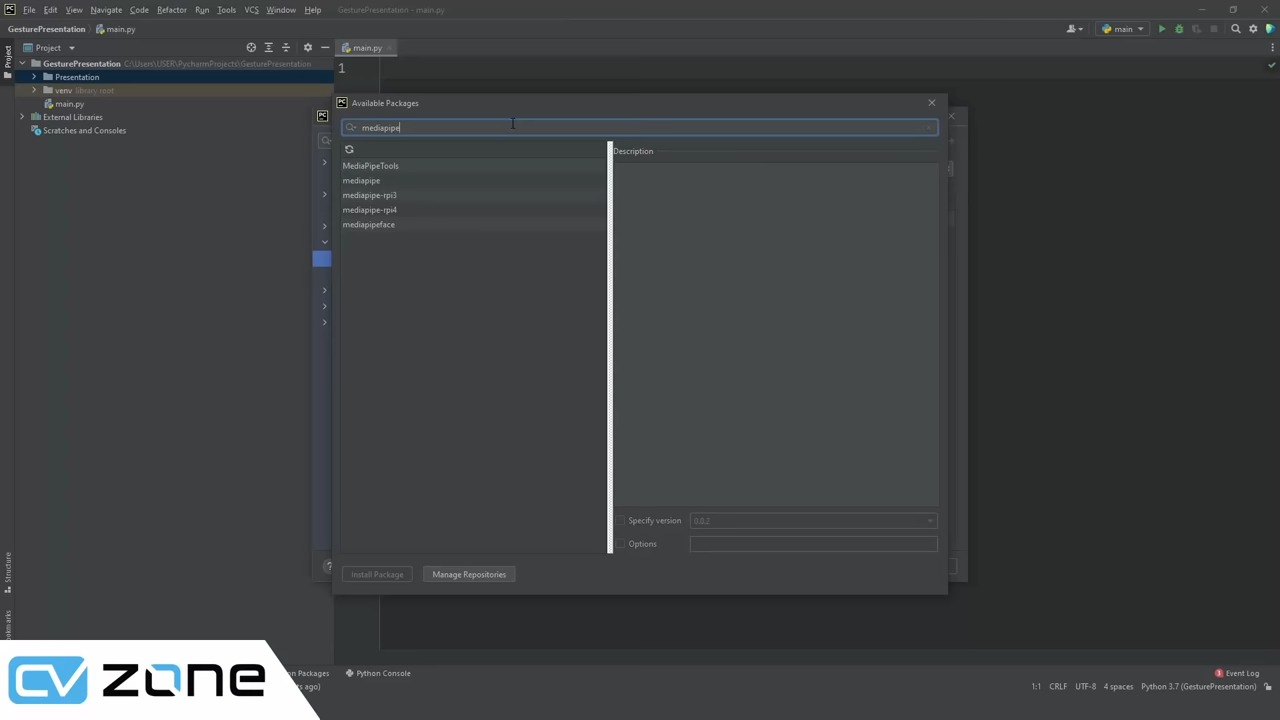 File Edit View Navigate Code Refactor Run Tools VCS Window Help GesturePresentation - main.py
GesturePresentation main.py
main
Project
main.py
Project
GesturePresentation C:\Users\USER\PycharmProjects\GesturePresentation
1
Presentation
venv library root
main.py
External Libraries
Scratches and Consoles
Available Packages
mediapipe
MediaPipeTools
mediapipe
mediapipe-rpi3
mediapipe-rpi4
mediapipeface
Description
Specify version 0.0.2
Options
Install Package Manage Repositories
Structure
CV zone
Python Console
Event Log
1:1 CRLF UTF-8 4 spaces Python 3.7 (GesturePresentation)